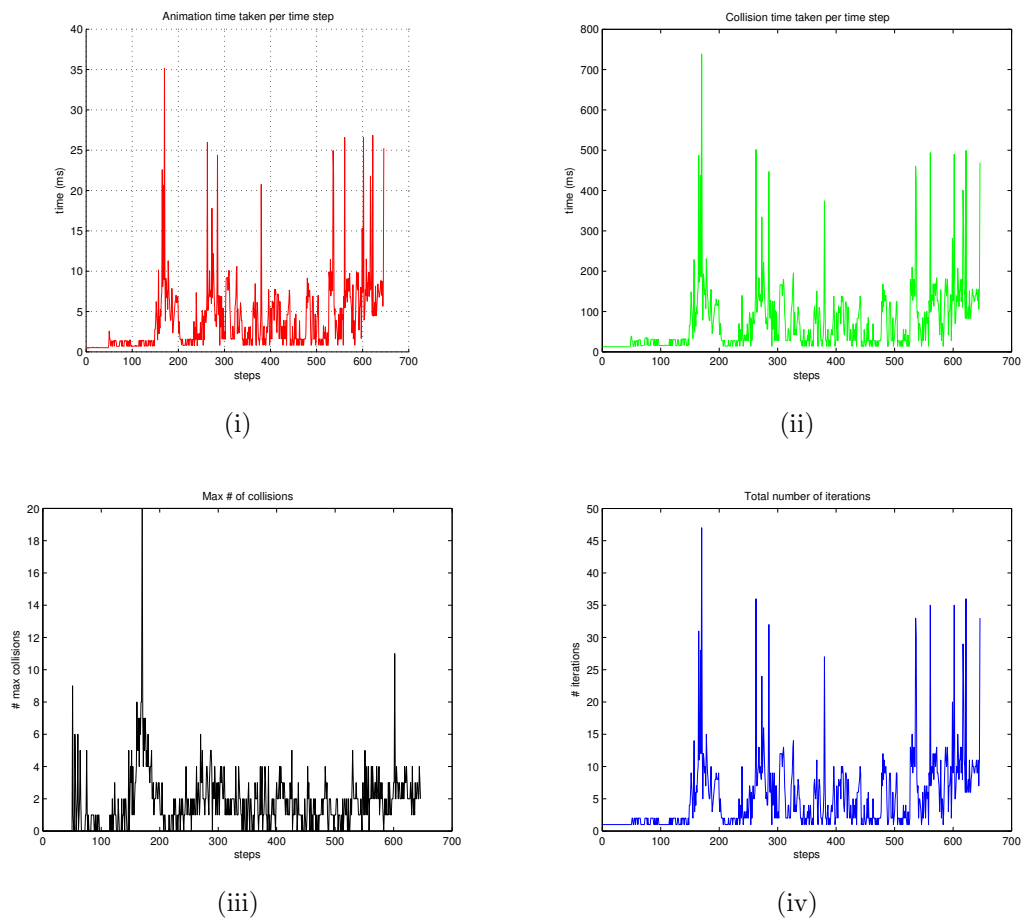 Animation time taken per time step
40
35
30
25
20
15
10
5
0
time (ms)
0 100 200 300 400 500 600 700
steps
(i)
Collision time taken per time step
800
700
600
500
400
300
200
100
0
time (ms)
0 100 200 300 400 500 600 700
steps
(ii)
Max # of collisions
20
18
16
14
12
10
8
6
4
2
0
# max collisions
0 100 200 300 400 500 600 700
steps
(iii)
Total number of iterations
50
45
40
35
30
25
20
15
10
5
0
# iterations
0 100 200 300 400 500 600 700
steps
(iv)